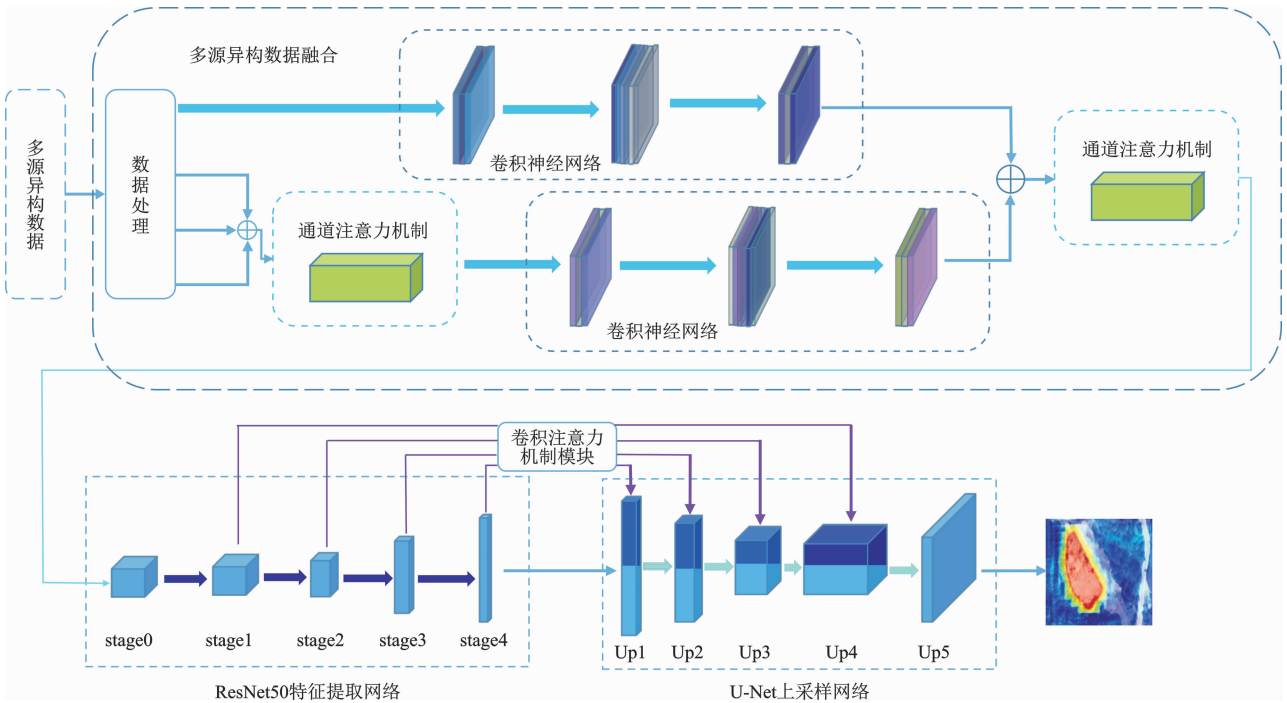 多源异构数据融合
卷积神经网络
多源异构数据
数据处理
通道注意力机制
通道注意力机制
卷积神经网络
卷积注意力
机制模块
stage0
stage1
stage2
stage3
stage4
Up1
Up2
Up3
Up4
Up5
ResNet50特征提取网络
U-Net上采样网络